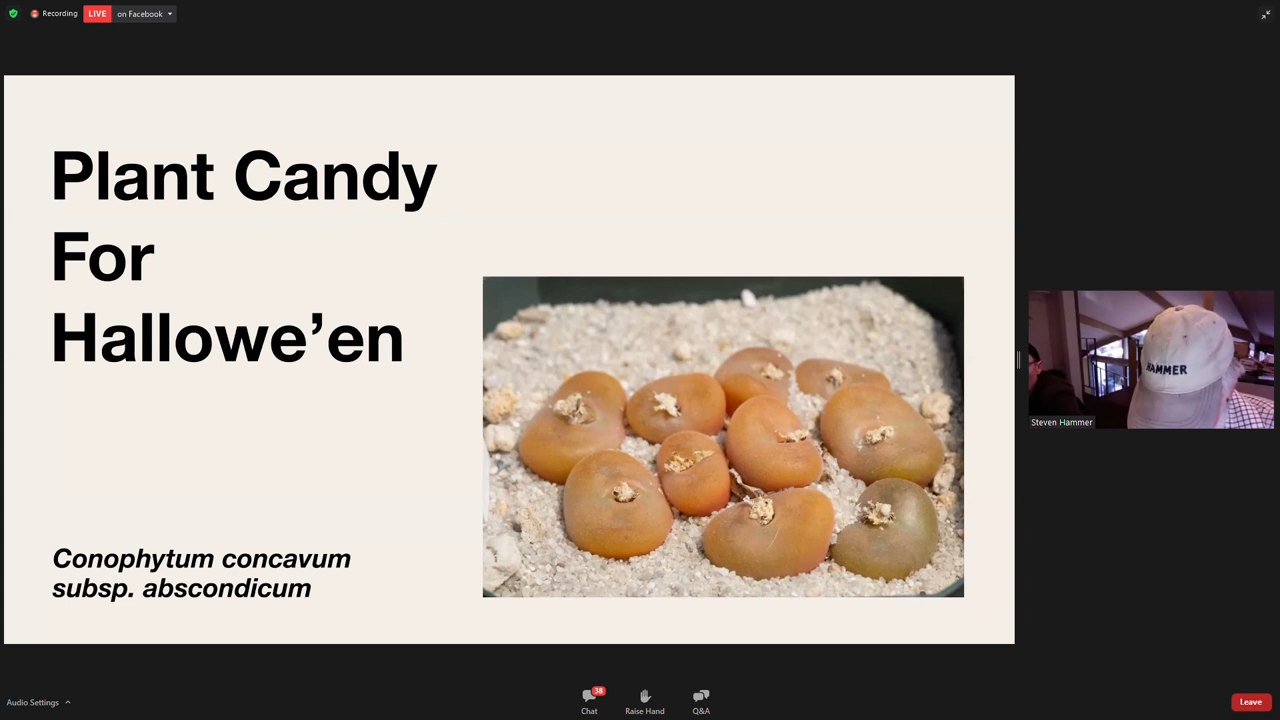 Recording
LIVE on Facebook
Plant Candy
For
Hallowe’en
Conophytum concavum
subsp. abscondicum
HAMMER
Steven Hammer
Audio Settings
38
Chat
Raise Hand
Q&A
Leave